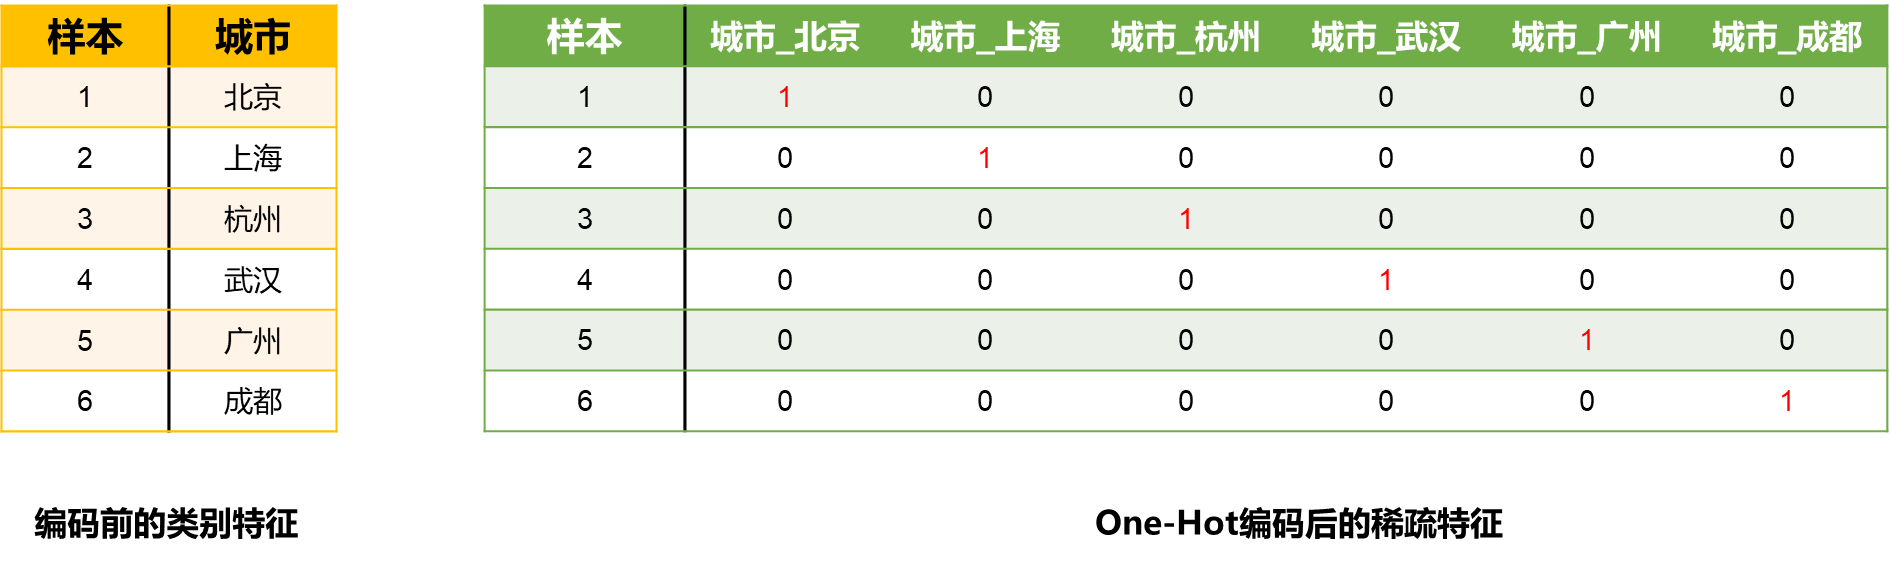 样本 城市
1 北京
2 上海
3 杭州
4 武汉
5 广州
6 成都
编码前的类别特征
样本 城市_北京 城市_上海 城市_杭州 城市_武汉 城市_广州 城市_成都
1 1 0 0 0 0 0
2 0 1 0 0 0 0
3 0 0 1 0 0 0
4 0 0 0 1 0 0
5 0 0 0 0 1 0
6 0 0 0 0 0 1
One-Hot编码后的稀疏特征